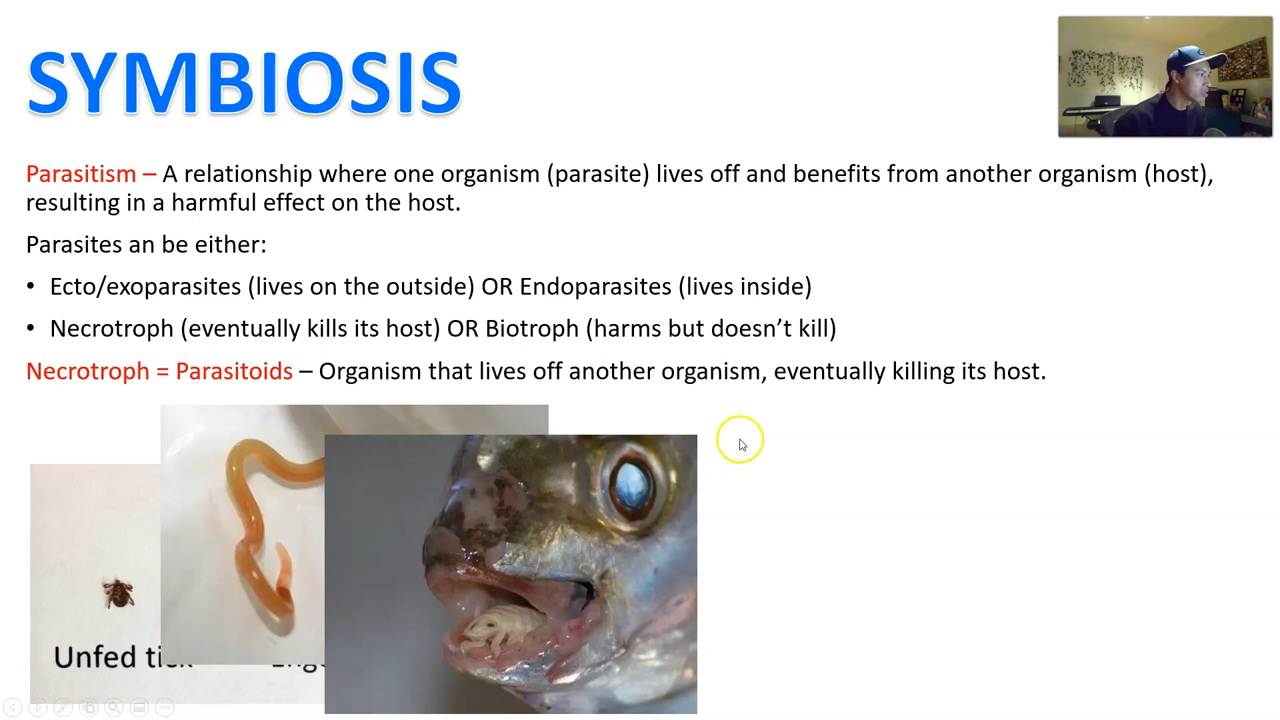 SYMBIOSIS
Parasitism – A relationship where one organism (parasite) lives off and benefits from another organism (host),
resulting in a harmful effect on the host.
Parasites an be either:
• Ecto/exoparasites (lives on the outside) OR Endoparasites (lives inside)
• Necrotroph (eventually kills its host) OR Biotroph (harms but doesn’t kill)
Necrotroph = Parasitoids – Organism that lives off another organism, eventually killing its host.
Unfed tick